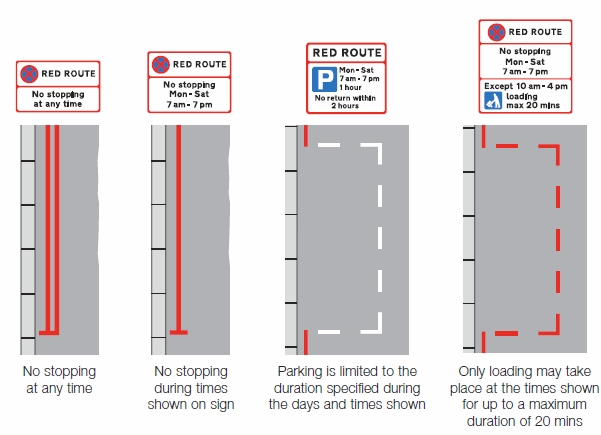 RED ROUTE
No stopping
at any time
RED ROUTE
No stopping
Mon - Sat
7 am - 7 pm
RED ROUTE
P
Mon - Sat
7 am - 7 pm
1 hour
No return within
2 hours
RED ROUTE
No stopping
Mon - Sat
7 am - 7 pm
Except 10 am - 4 pm
loading
max 20 mins
No stopping
at any time
No stopping
during times
shown on sign
Parking is limited to the
duration specified during
the days and times shown
Only loading may take
place at the times shown
for up to a maximum
duration of 20 mins